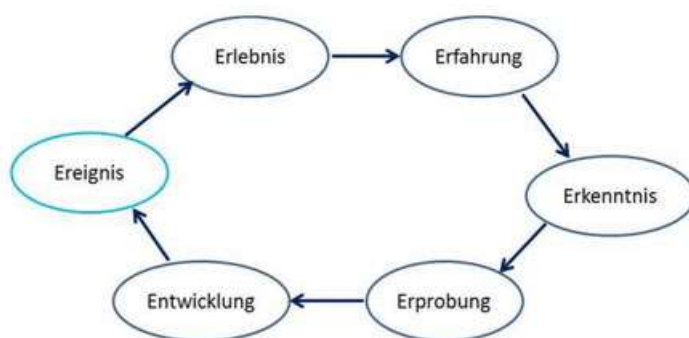 Erlebnis
Erfahrung
Ereignis
Erkenntnis
Entwicklung
Erprobung